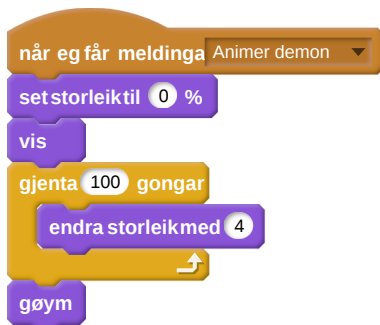 når eg får meldinga Animer demon
set storleik til 0 %
vis
gjenta 100 gongar
endra storleik med 4
gøym